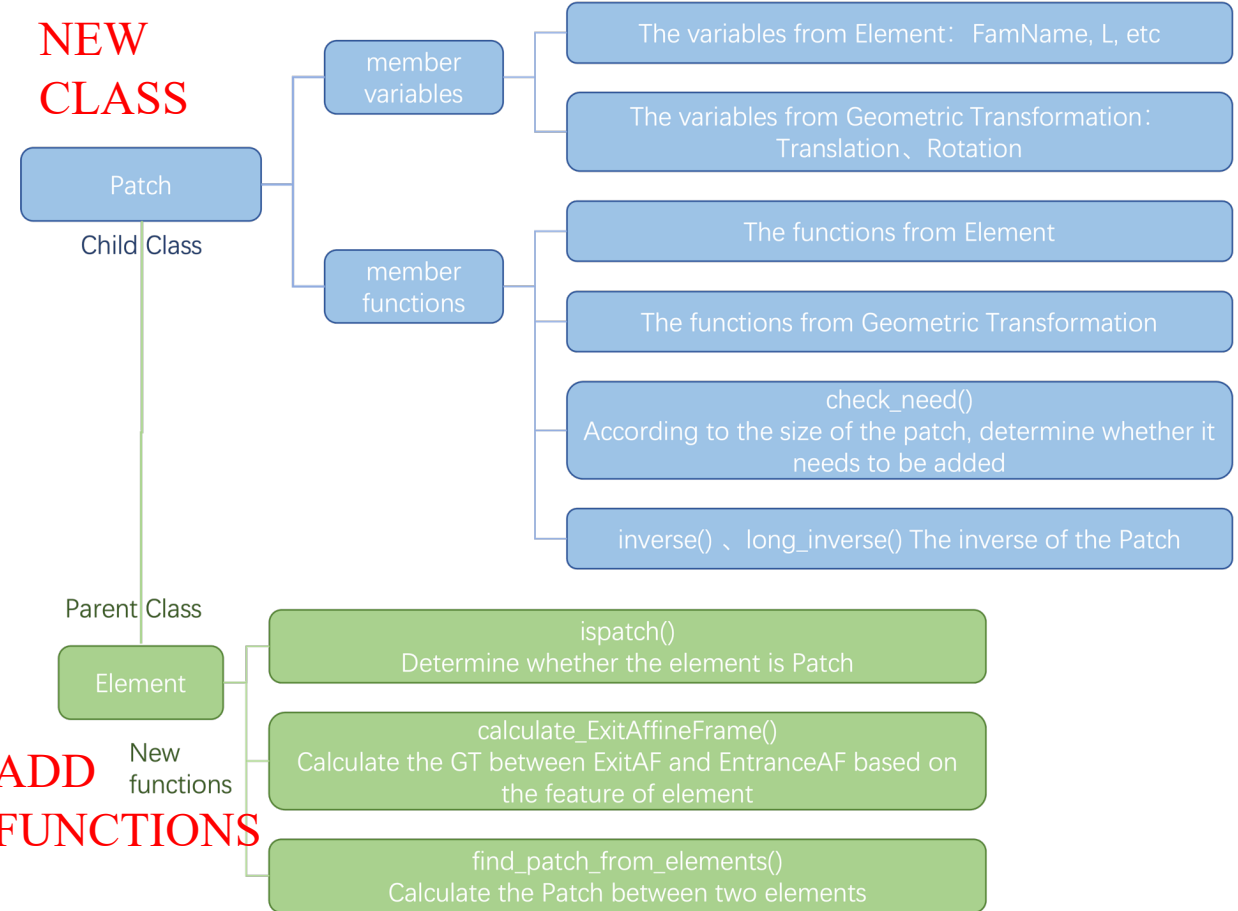 NEW
CLASS
Patch
Child Class
member
variables
The variables from Element： FamName, L, etc
The variables from Geometric Transformation：
Translation、Rotation
member
functions
The functions from Element
The functions from Geometric Transformation
check_need()
According to the size of the patch, determine whether it
needs to be added
inverse() 、long_inverse() The inverse of the Patch
Parent Class
Element
New
functions
ADD
FUNCTIONS
ispatch()
Determine whether the element is Patch
calculate_ExitAffineFrame()
Calculate the GT between ExitAF and EntranceAF based on
the feature of element
find_patch_from_elements()
Calculate the Patch between two elements